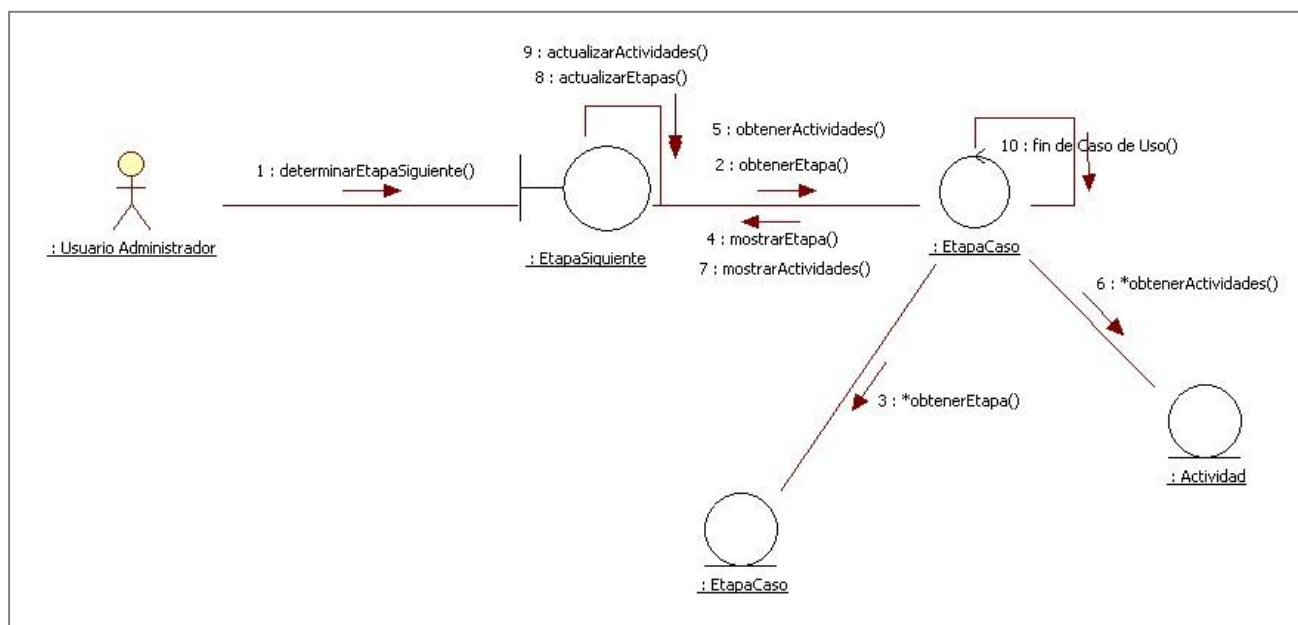 9 : actualizarActividades()
8 : actualizarEtapas()
5 : obtenerActividades()
10 : fin de Caso de Uso()
1 : determinarEtapaSiguiente()
2 : obtenerEtapa()
4 : mostrarEtapa()
: Usuario Administrador
: EtapaSiguiente
: EtapaCaso
7 : mostrarActividades()
6 : *obtenerActividades()
3 : *obtenerEtapa()
: Actividad
: EtapaCaso